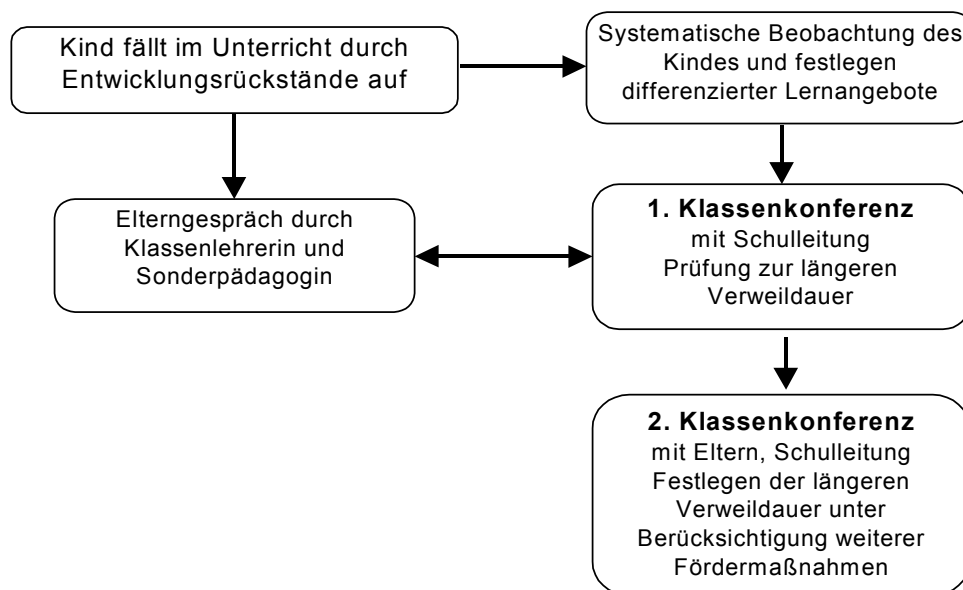 Kind fällt im Unterricht durch
Entwicklungsrückstände auf
Systematische Beobachtung des
Kindes und festlegen
differenzierter Lernangebote
Elterngespräch durch
Klassenlehrerin und
Sonderpädagogin
1. Klassenkonferenz
mit Schulleitung
Prüfung zur längeren
Verweildauer
2. Klassenkonferenz
mit Eltern, Schulleitung
Festlegen der längeren
Verweildauer unter
Berücksichtigung weiterer
Fördermaßnahmen